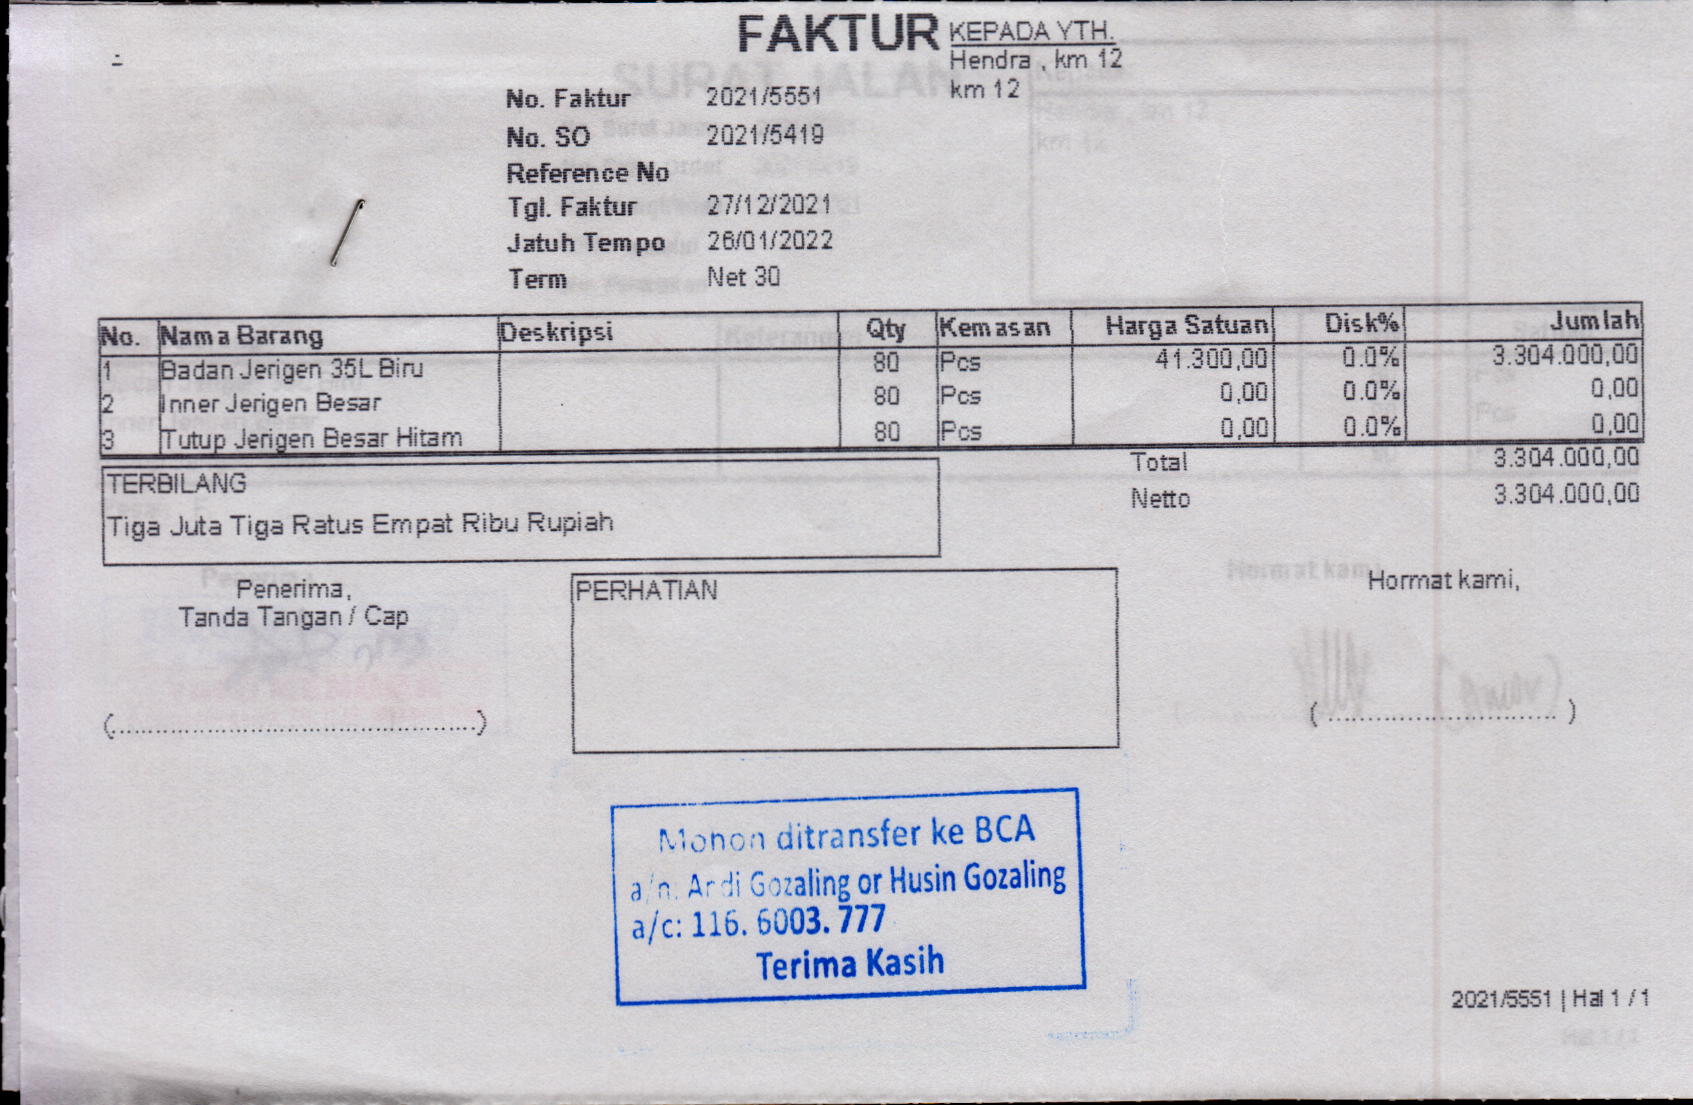 FAKTUR
KEPADA YTH.
Hendra , km 12
km 12
No. Faktur 2021/5551
No. SO 2021/5419
Reference No
Tgl. Faktur 27/12/2021
Jatuh Tempo 26/01/2022
Term Net 30
No. Nama Barang Deskripsi Qty Kemasan Harga Satuan Disk% Jumlah
1 Badan Jerigen 35L Biru 80 Pcs 41.300,00 0.0% 3.304.000,00
2 Inner Jerigen Besar 80 Pcs 0,00 0.0% 0,00
3 Tutup Jerigen Besar Hitam 80 Pcs 0,00 0.0% 0,00
Total 3.304.000,00
Netto 3.304.000,00
TERBILANG
Tiga Juta Tiga Ratus Empat Ribu Rupiah
Penerima,
Tanda Tangan / Cap
(..............................................)
PERHATIAN
Hormat kami,
(............................)
Mohon ditransfer ke BCA
a/n. Ardi Gozaling or Husin Gozaling
a/c: 116. 6003. 777
Terima Kasih
2021/5551 | Hal 1 / 1